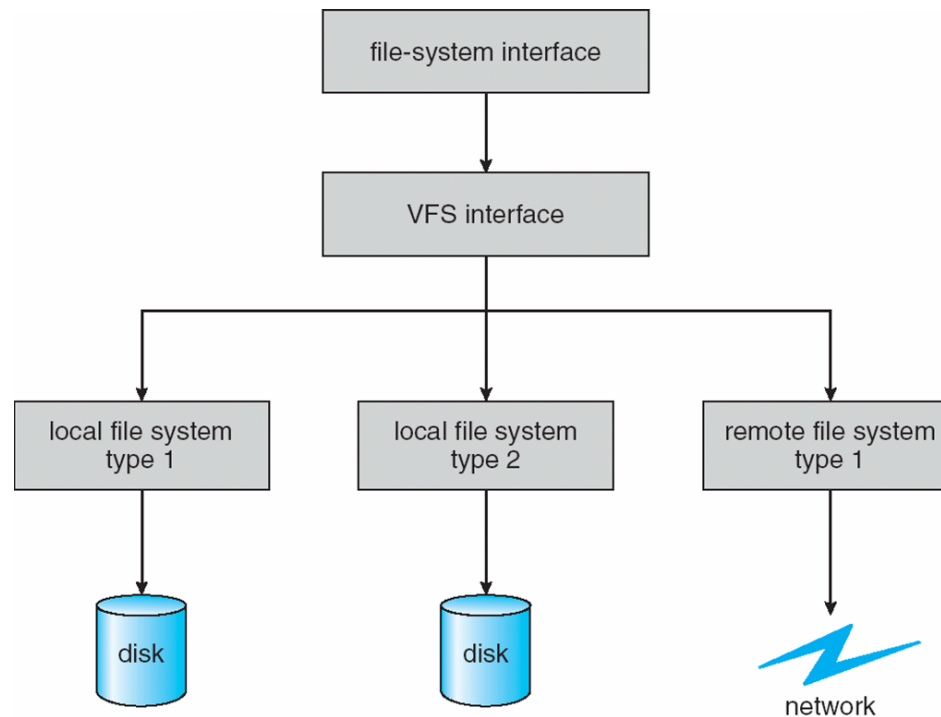 file-system interface
VFS interface
local file system
type 1
local file system
type 2
remote file system
type 1
disk
disk
network